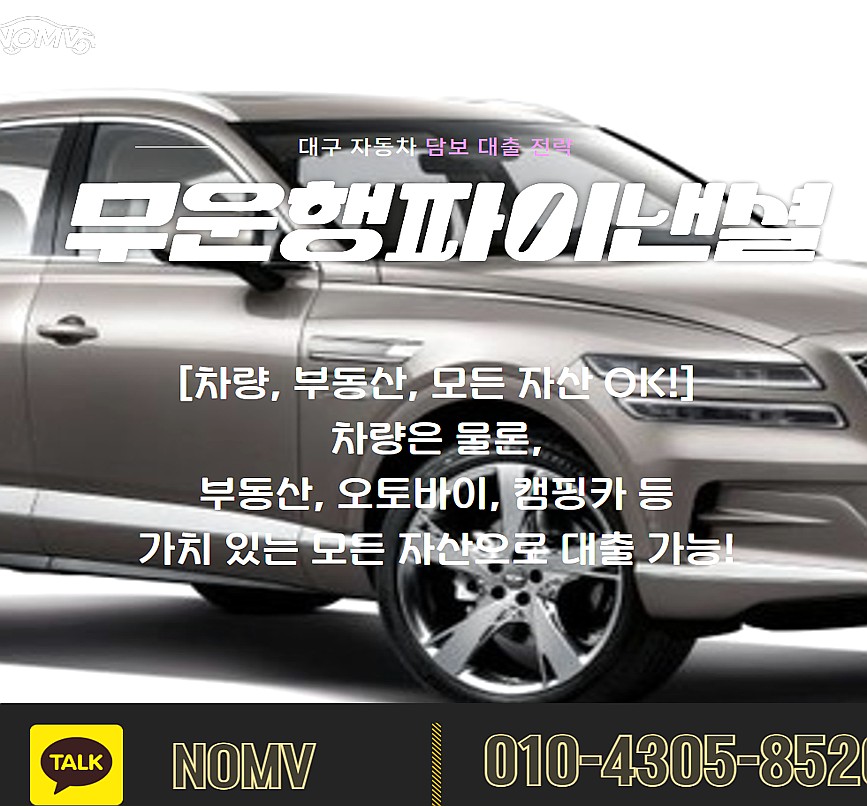 NOMV
대구 자동차 담보 대출 전략
무운행파이낸셜
[차량, 부동산, 모든 자산 OK!]
차량은 물론,
부동산, 오토바이, 캠핑카 등
가치 있는 모든 자산으로 대출 가능!
TALK NOMV 010-4305-8520